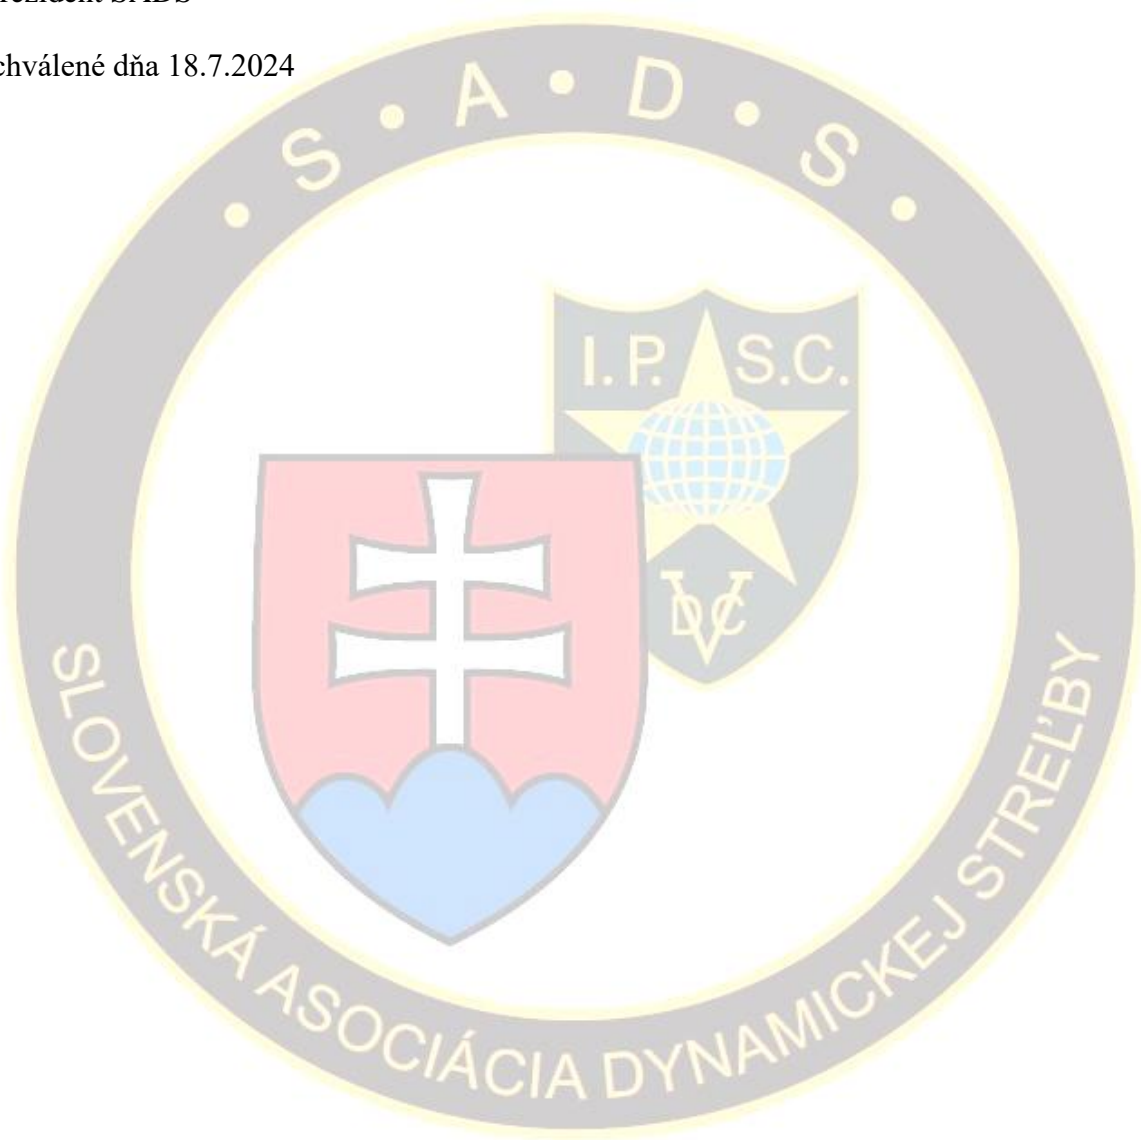 rezident SADS
chválené dňa 18.7.2024
• S • A • D • S •
I.P. S.C.
DVC
SLOVENSKÁ ASOCIÁCIA DYNAMICKEJ STREĽBY